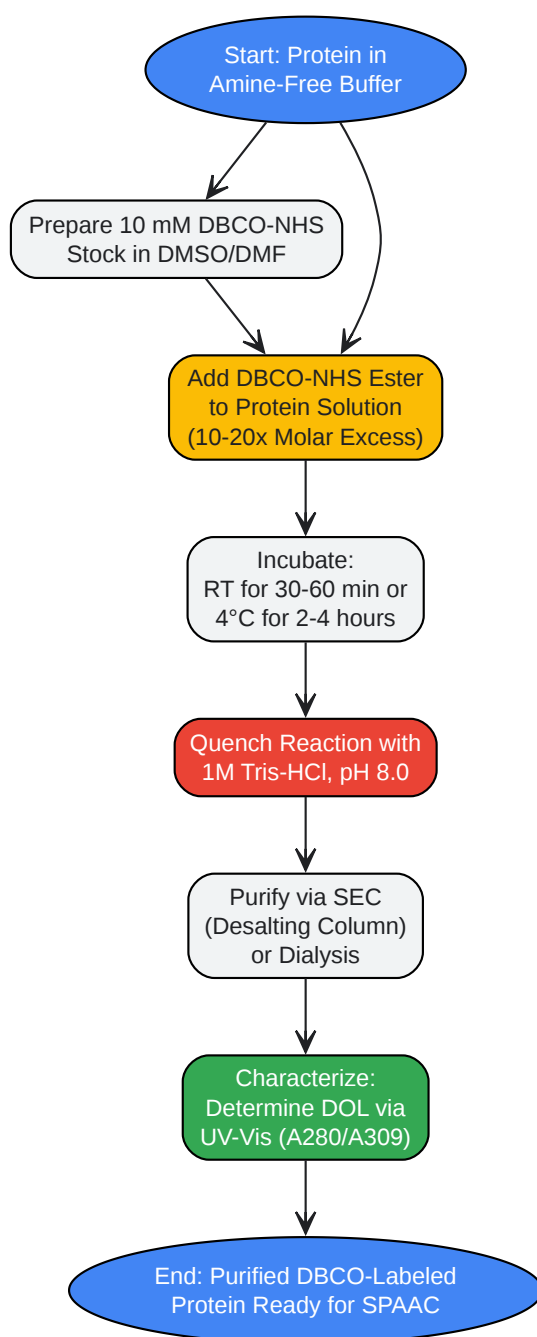 Start: Protein in
Amine-Free Buffer
Prepare 10 mM DBCO-NHS
Stock in DMSO/DMF
Add DBCO-NHS Ester
to Protein Solution
(10-20x Molar Excess)
Incubate:
RT for 30-60 min or
4°C for 2-4 hours
Quench Reaction with
1M Tris-HCl, pH 8.0
Purify via SEC
(Desalting Column)
or Dialysis
Characterize:
Determine DOL via
UV-Vis (A280/A309)
End: Purified DBCO-Labeled
Protein Ready for SPAAC